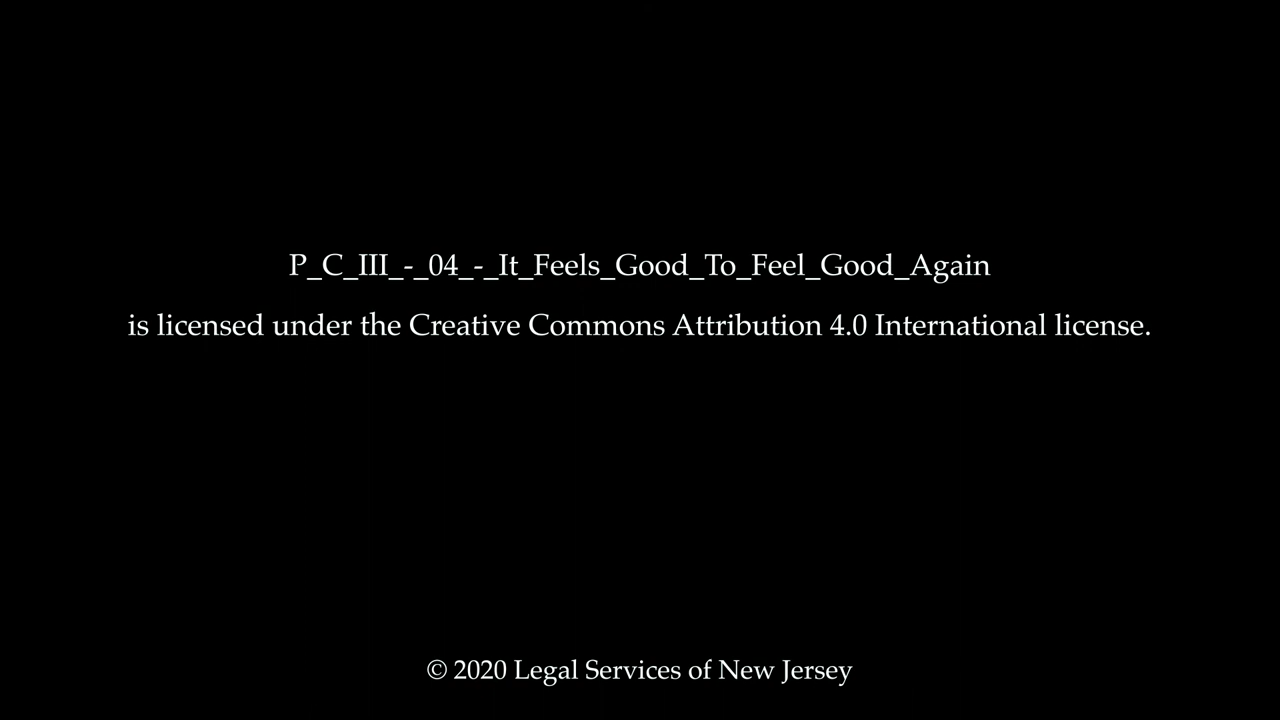 P_C_III_-_04_-_It_Feels_Good_To_Feel_Good_Again
is licensed under the Creative Commons Attribution 4.0 International license.
© 2020 Legal Services of New Jersey